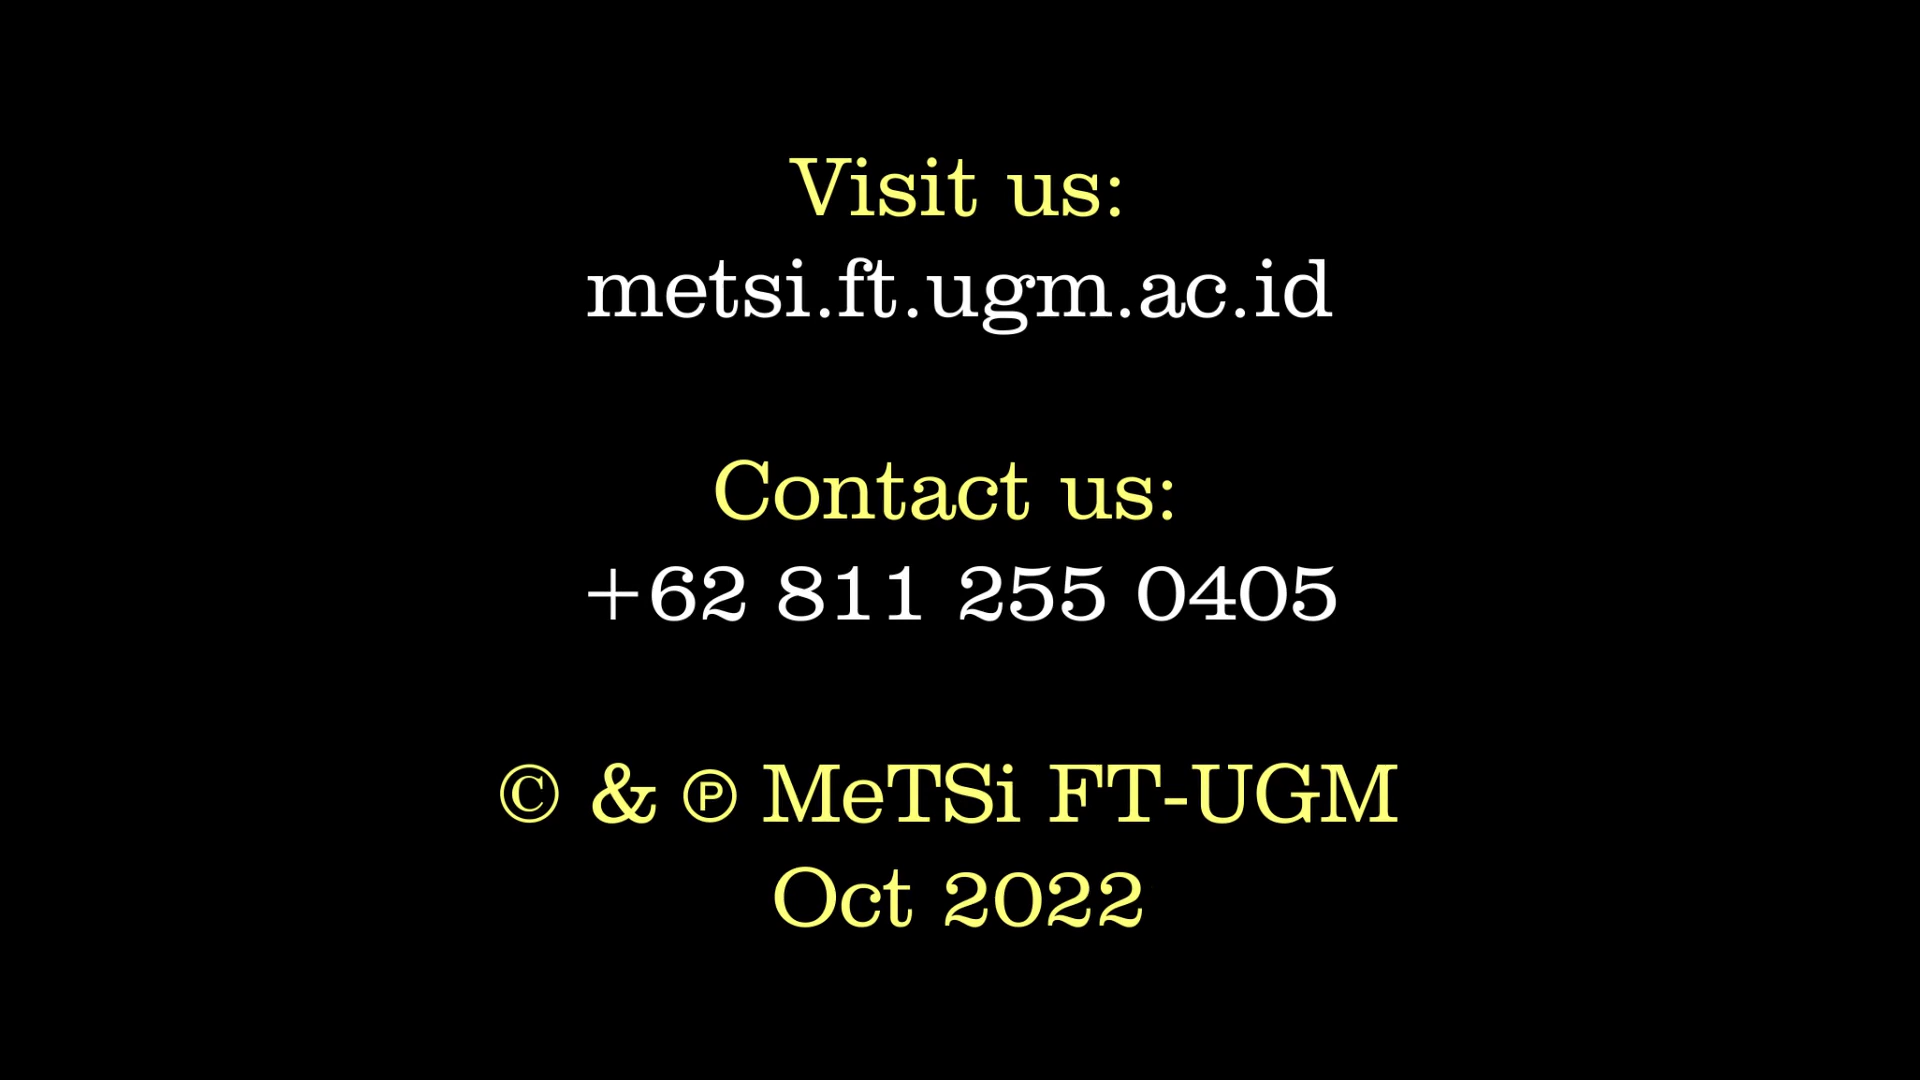 Visit us:
metsi.ft.ugm.ac.id
Contact us:
+62 811 255 0405
© & ℗ MeTSi FT-UGM
Oct 2022